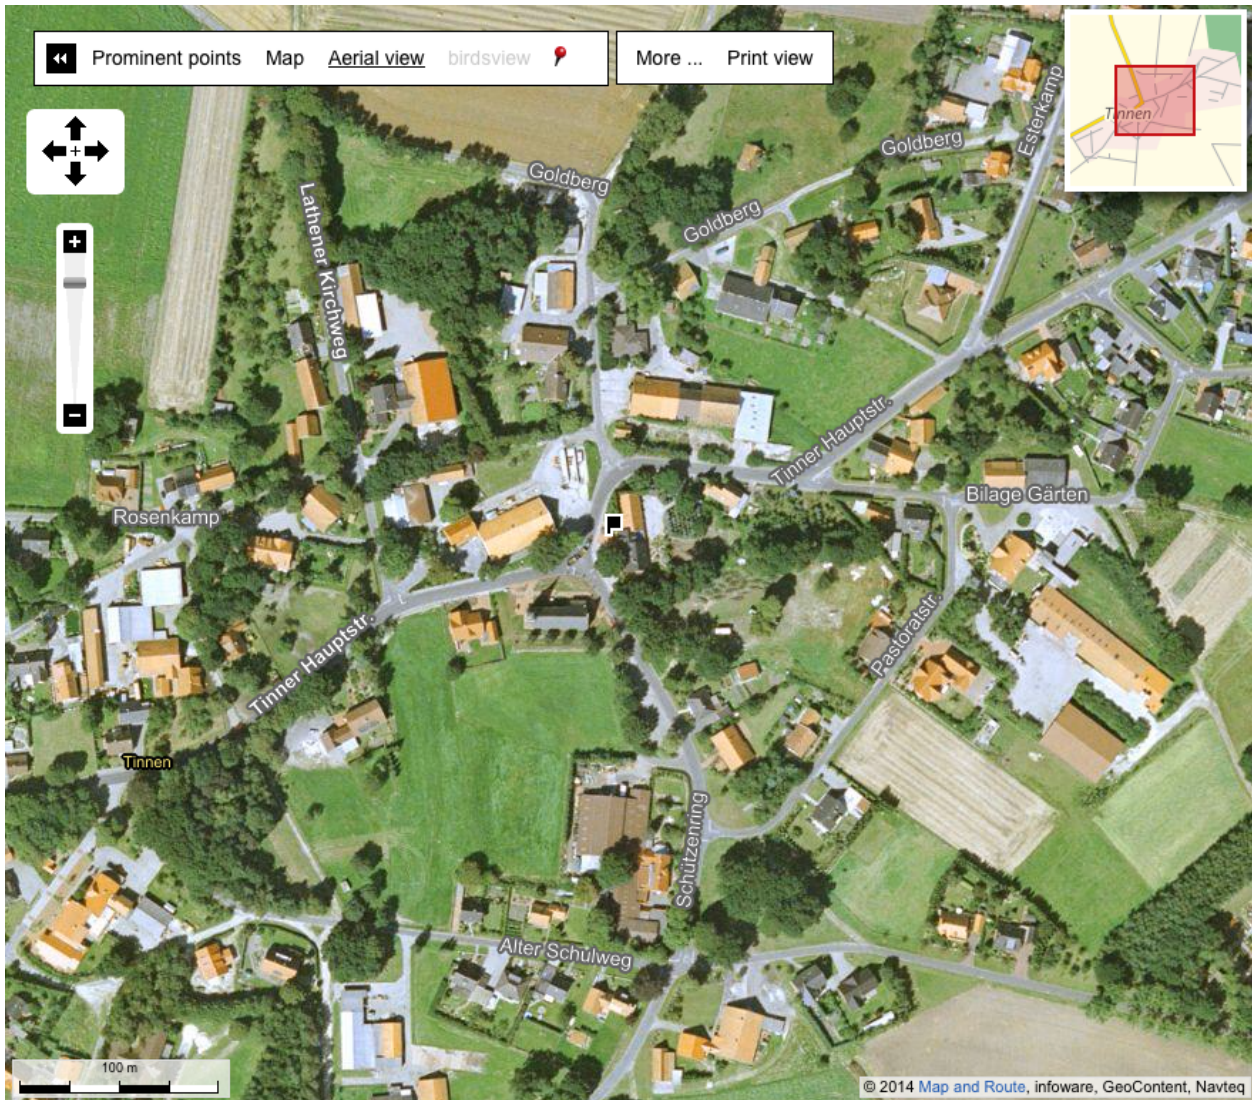 Prominent points Map Aerial view birdsview More ... Print view
Tinnen
Esterkamp
Goldberg
Goldberg
Goldberg
Lathener Kirchweg
Tinner Hauptstr.
Bilage Gärten
Rosenkamp
Pastoratstr.
Tinner Hauptstr.
Tinnen
Schützenring
Alter Schulweg
100 m
© 2014 Map and Route, infoware, GeoContent, Navteq